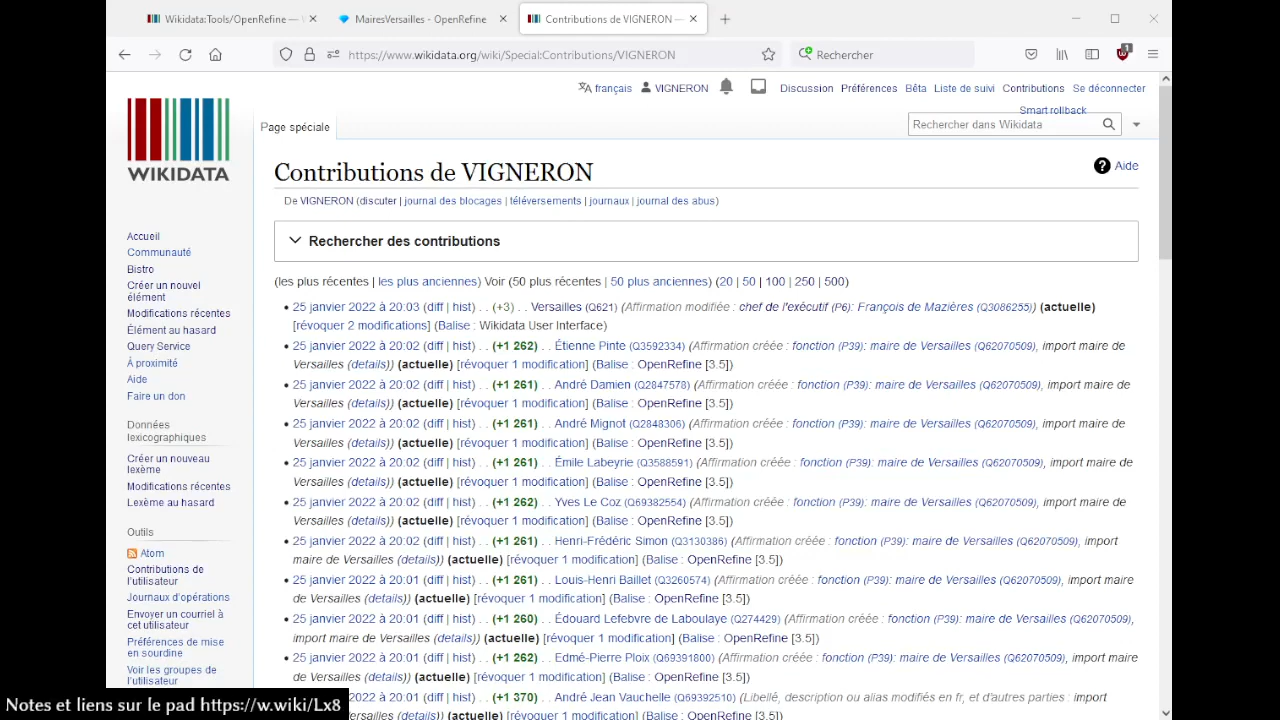 Wikidata:Tools/OpenRefine —
MairesVersailles - OpenRefine
Contributions de VIGNERON —
https://www.wikidata.org/wiki/Special:Contributions/VIGNERON
Rechercher
1
français VIGNERON Discussion Préférences Bêta Liste de suivi Contributions Se déconnecter
Smart rollback
Page spéciale
Rechercher dans Wikidata
WIKIDATA
Contributions de VIGNERON
Aide
De VIGNERON (discuter | journal des blocages | téléversements | journaux | journal des abus)
Rechercher des contributions
(les plus récentes | les plus anciennes) Voir (50 plus récentes | 50 plus anciennes) (20 | 50 | 100 | 250 | 500)
• 25 janvier 2022 à 20:03 (diff | hist) . . (+3) . . Versailles (Q621) (Affirmation modifiée : chef de l'exécutif (P6): François de Mazières (Q3086255)) (actuelle)
[révoquer 2 modifications] (Balise : Wikidata User Interface)
• 25 janvier 2022 à 20:02 (diff | hist) . . (+1 262) . . Étienne Pinte (Q3592334) (Affirmation créée : fonction (P39): maire de Versailles (Q62070509), import maire de
Versailles (details)) (actuelle) [révoquer 1 modification] (Balise : OpenRefine [3.5])
• 25 janvier 2022 à 20:02 (diff | hist) . . (+1 261) . . André Damien (Q2847578) (Affirmation créée : fonction (P39): maire de Versailles (Q62070509), import maire de
Versailles (details)) (actuelle) [révoquer 1 modification] (Balise : OpenRefine [3.5])
• 25 janvier 2022 à 20:02 (diff | hist) . . (+1 261) . . André Mignot (Q2848306) (Affirmation créée : fonction (P39): maire de Versailles (Q62070509), import maire de
Versailles (details)) (actuelle) [révoquer 1 modification] (Balise : OpenRefine [3.5])
• 25 janvier 2022 à 20:02 (diff | hist) . . (+1 261) . . Émile Labeyrie (Q3588591) (Affirmation créée : fonction (P39): maire de Versailles (Q62070509), import maire de
Versailles (details)) (actuelle) [révoquer 1 modification] (Balise : OpenRefine [3.5])
• 25 janvier 2022 à 20:02 (diff | hist) . . (+1 262) . . Yves Le Coz (Q69382554) (Affirmation créée : fonction (P39): maire de Versailles (Q62070509), import maire de
Versailles (details)) (actuelle) [révoquer 1 modification] (Balise : OpenRefine [3.5])
• 25 janvier 2022 à 20:02 (diff | hist) . . (+1 261) . . Henri-Frédéric Simon (Q3130386) (Affirmation créée : fonction (P39): maire de Versailles (Q62070509), import
maire de Versailles (details)) (actuelle) [révoquer 1 modification] (Balise : OpenRefine [3.5])
• 25 janvier 2022 à 20:01 (diff | hist) . . (+1 261) . . Louis-Henri Baillet (Q3260574) (Affirmation créée : fonction (P39): maire de Versailles (Q62070509), import maire
de Versailles (details)) (actuelle) [révoquer 1 modification] (Balise : OpenRefine [3.5])
• 25 janvier 2022 à 20:01 (diff | hist) . . (+1 260) . . Édouard Lefebvre de Laboulaye (Q274429) (Affirmation créée : fonction (P39): maire de Versailles (Q62070509),
import maire de Versailles (details)) (actuelle) [révoquer 1 modification] (Balise : OpenRefine [3.5])
• 25 janvier 2022 à 20:01 (diff | hist) . . (+1 262) . . Edmé-Pierre Ploix (Q69391800) (Affirmation créée : fonction (P39): maire de Versailles (Q62070509), import maire
de Versailles (details)) (actuelle) [révoquer 1 modification] (Balise : OpenRefine [3.5])
2022 à 20:01 (diff | hist) . . (+1 370) . . André Jean Vauchelle (Q69392510) (Libellé, description ou alias modifiés en fr, et d'autres parties : import
(details)) (actuelle) [révoquer 1 modification] (Balise : OpenRefine [3.5])
Accueil
Communauté
Bistro
Créer un nouvel
élément
Modifications récentes
Élément au hasard
Query Service
À proximité
Aide
Faire un don
Données
lexicographiques
Créer un nouveau
lexème
Modifications récentes
Lexème au hasard
Outils
Atom
Contributions de
l'utilisateur
Journaux d'opérations
Envoyer un courriel à
cet utilisateur
Préférences de mise
en sourdine
Voir les groupes de
l'utilisateur
Notes et liens sur le pad https://w.wiki/Lx8